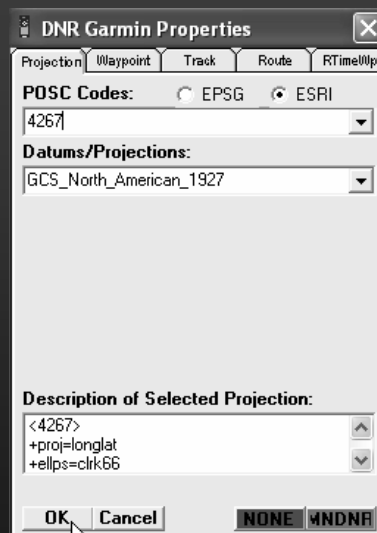 DNR Garmin Properties
Projection Waypoint Track Route RTimeWp
POSC Codes: EPSG ESRI
4267
Datums/Projections:
GCS_North_American_1927
Description of Selected Projection:
<4267>
+proj=longlat
+ellps=clrk66
OK Cancel NONE MNDNR